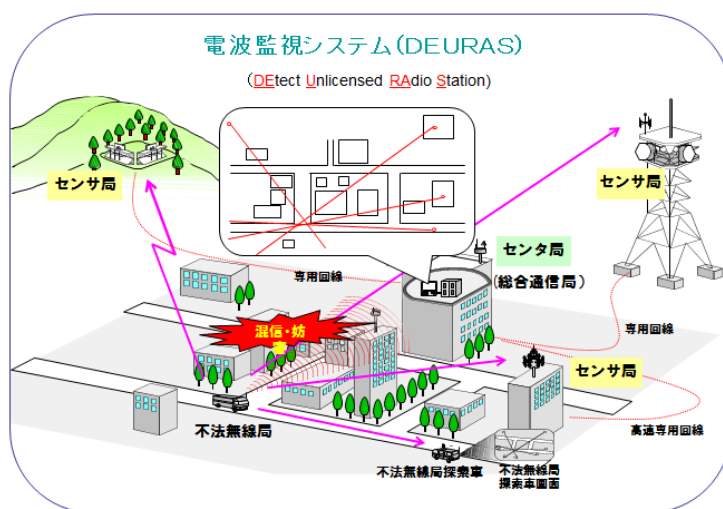 電波監視システム(DEURAS)
(DEtect Unlicensed RAdio Station)
センサ局
センサ局
センタ局
(総合通信局)
専用回線
混信・妨
害
専用回線
センサ局
不法無線局
高速専用回線
不法無線局探索車
不法無線局
探索車画面